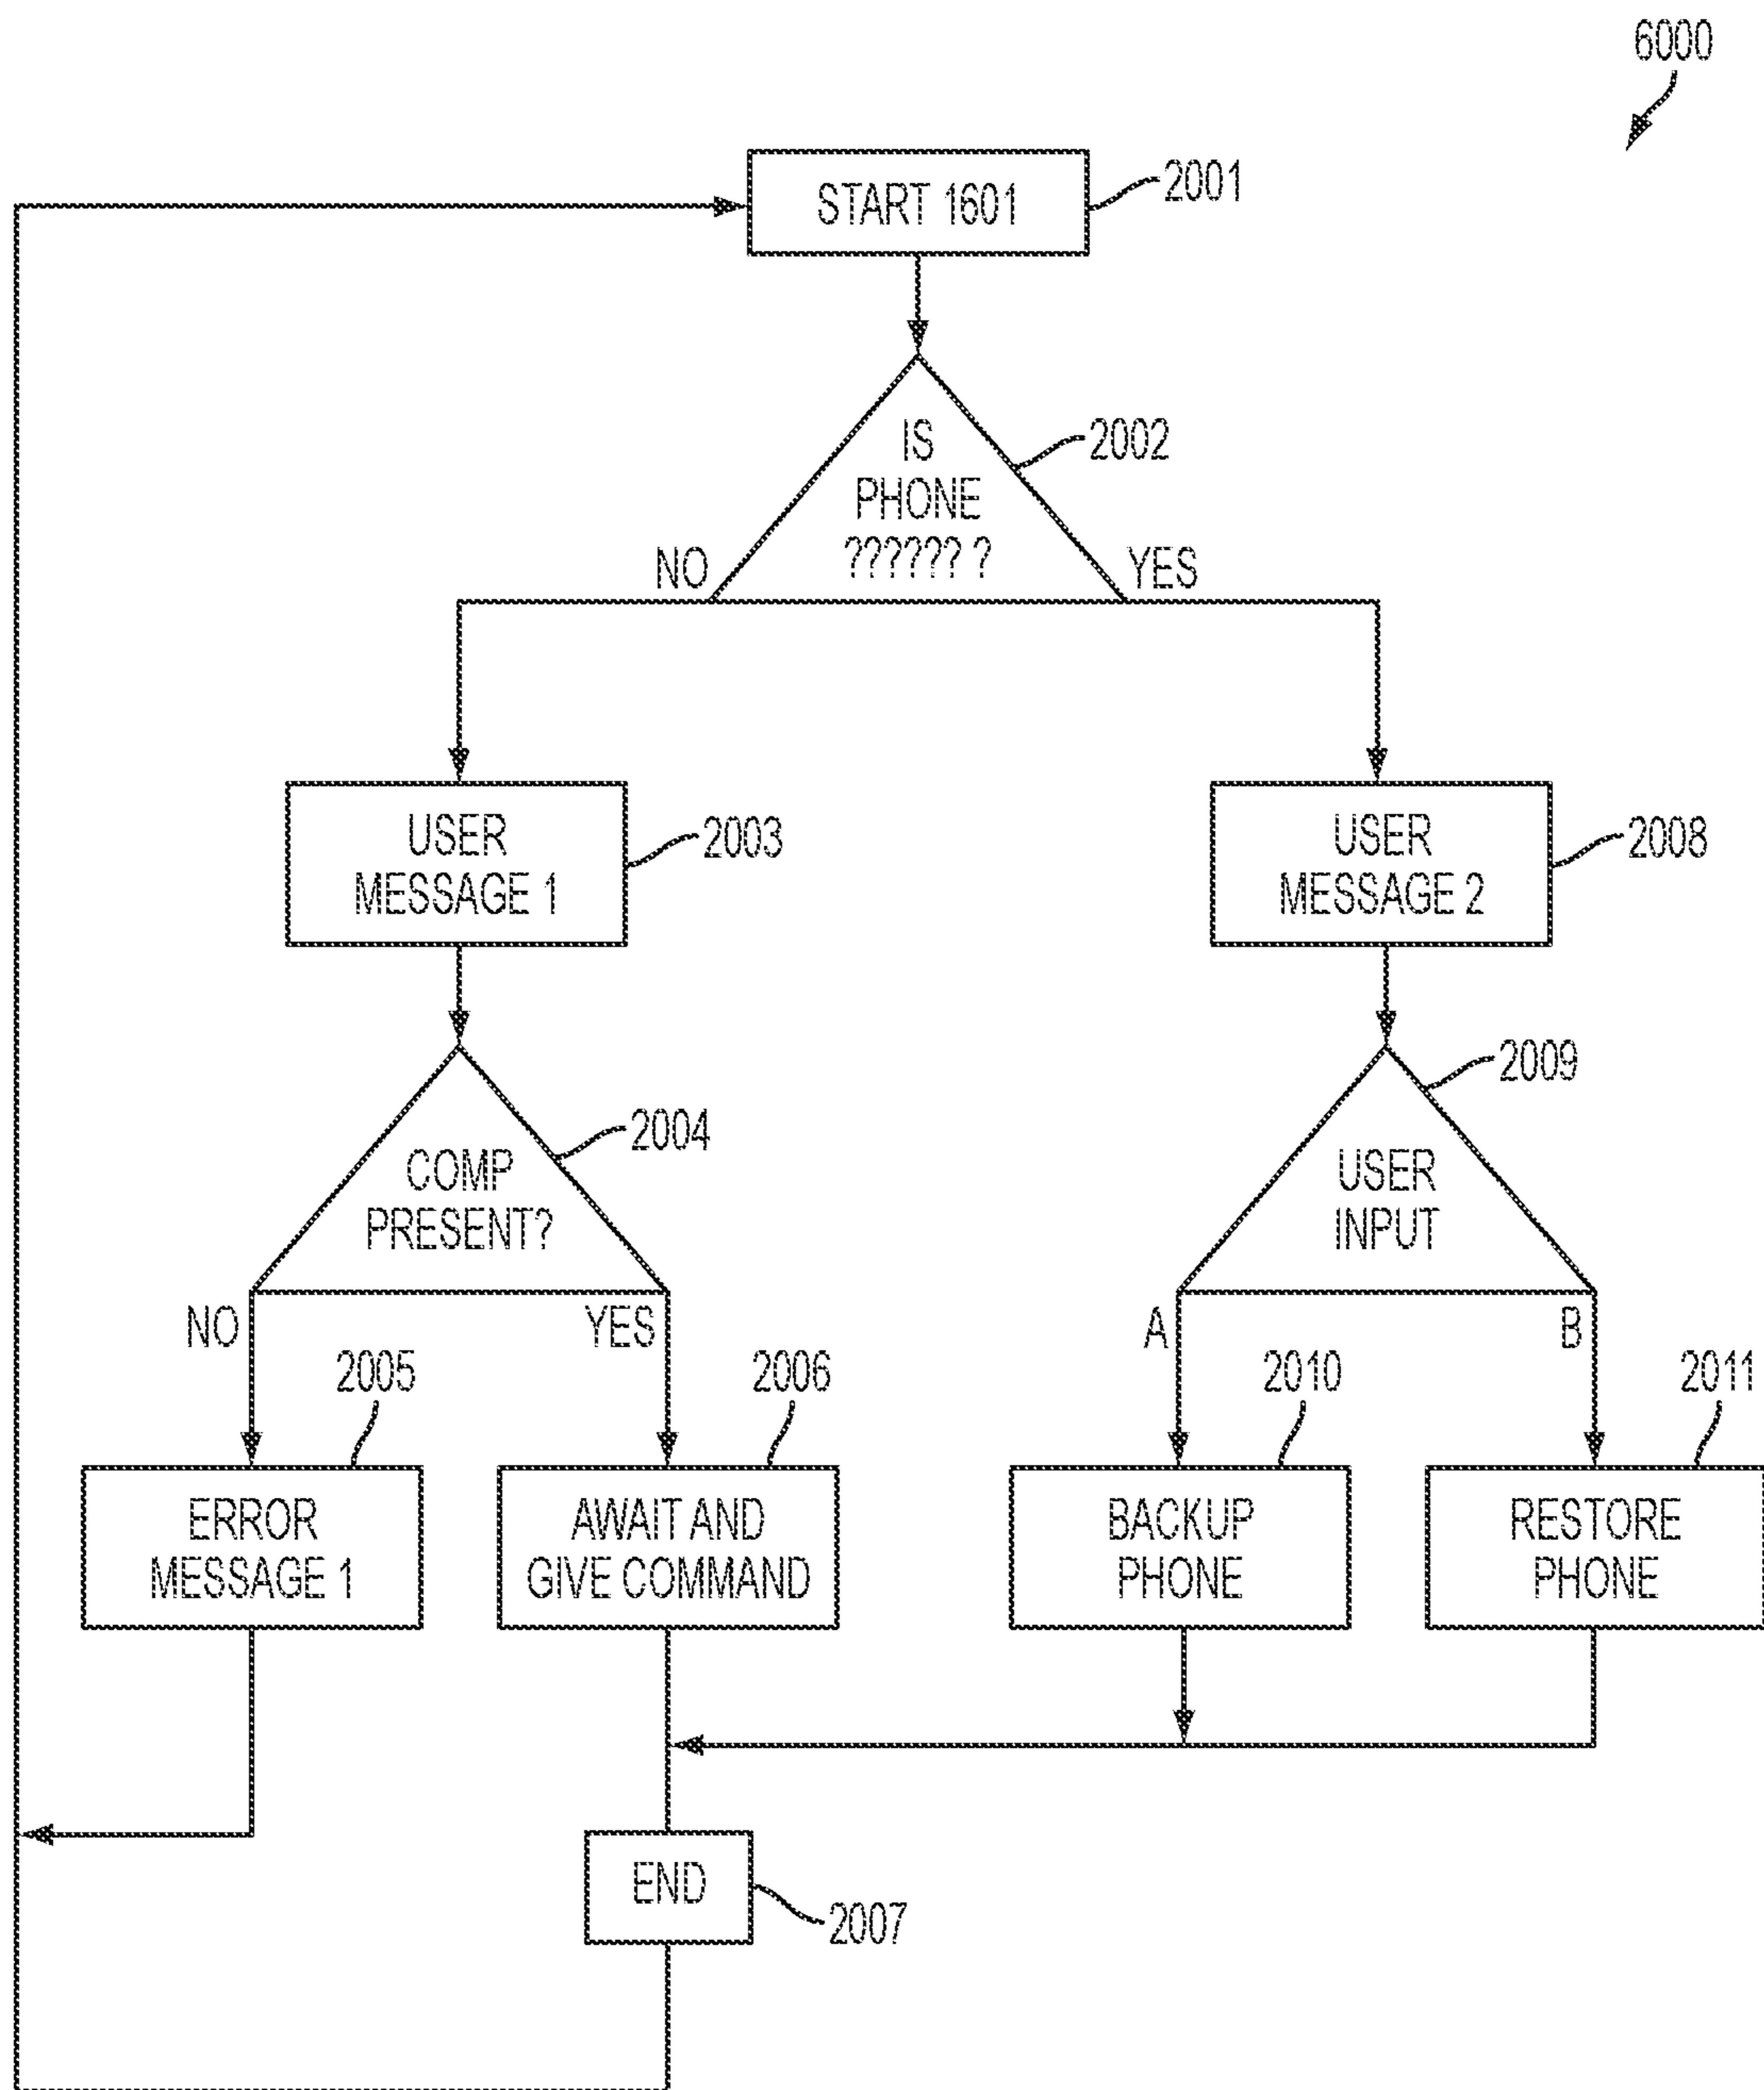 6000
START 1601
2001
IS
PHONE
?????? ?
2002
NO
YES
USER
MESSAGE 1
2003
USER
MESSAGE 2
2008
COMP
PRESENT?
2004
USER
INPUT
2009
NO
YES
A
B
2005
2006
2010
2011
ERROR
MESSAGE 1
AWAIT AND
GIVE COMMAND
BACKUP
PHONE
RESTORE
PHONE
END
2007